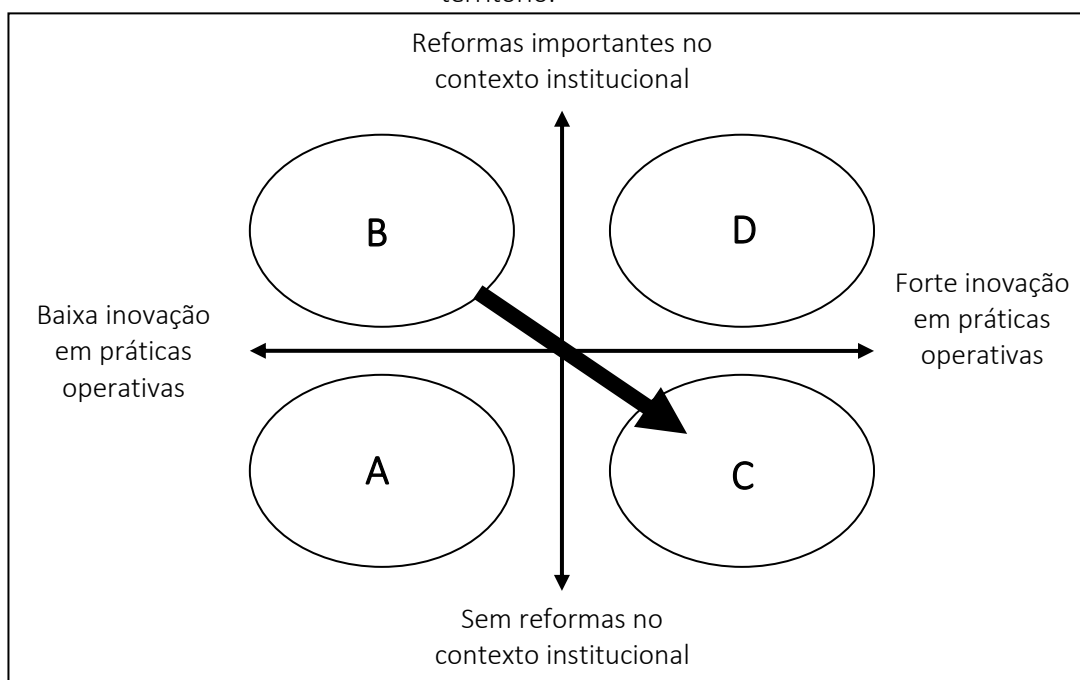 território.
Reformas importantes no
contexto institucional
B
D
Baixa inovação
em práticas
operativas
Forte inovação
em práticas
operativas
A
C
Sem reformas no
contexto institucional